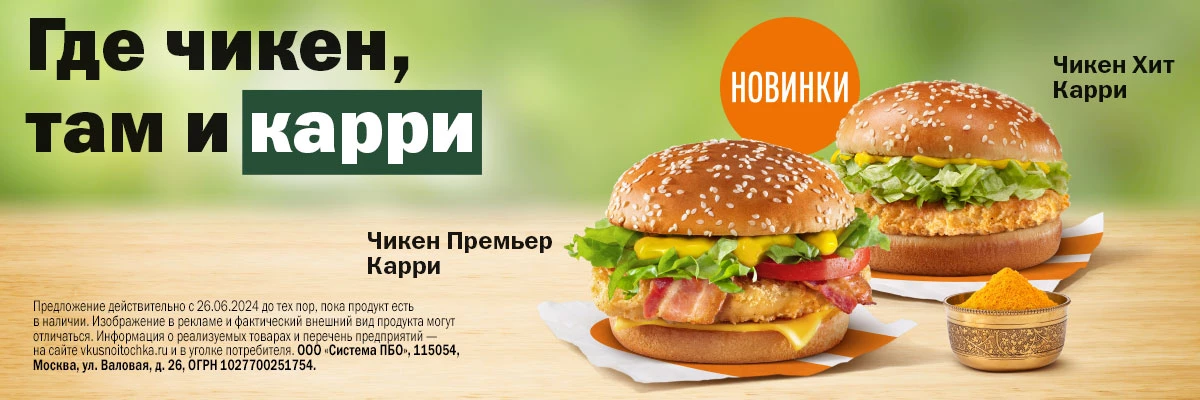 Где чикен,
там и карри
НОВИНКИ
Чикен Хит
Карри
Чикен Премьер
Карри
Предложение действительно с 26.06.2024 до тех пор, пока продукт есть
в наличии. Изображение в рекламе и фактический внешний вид продукта могут
отличаться. Информация о реализуемых товарах и перечень предприятий —
на сайте vkusnoitochka.ru и в уголке потребителя. ООО «Система ПБО», 115054,
Москва, ул. Валовая, д. 26, ОГРН 1027700251754.